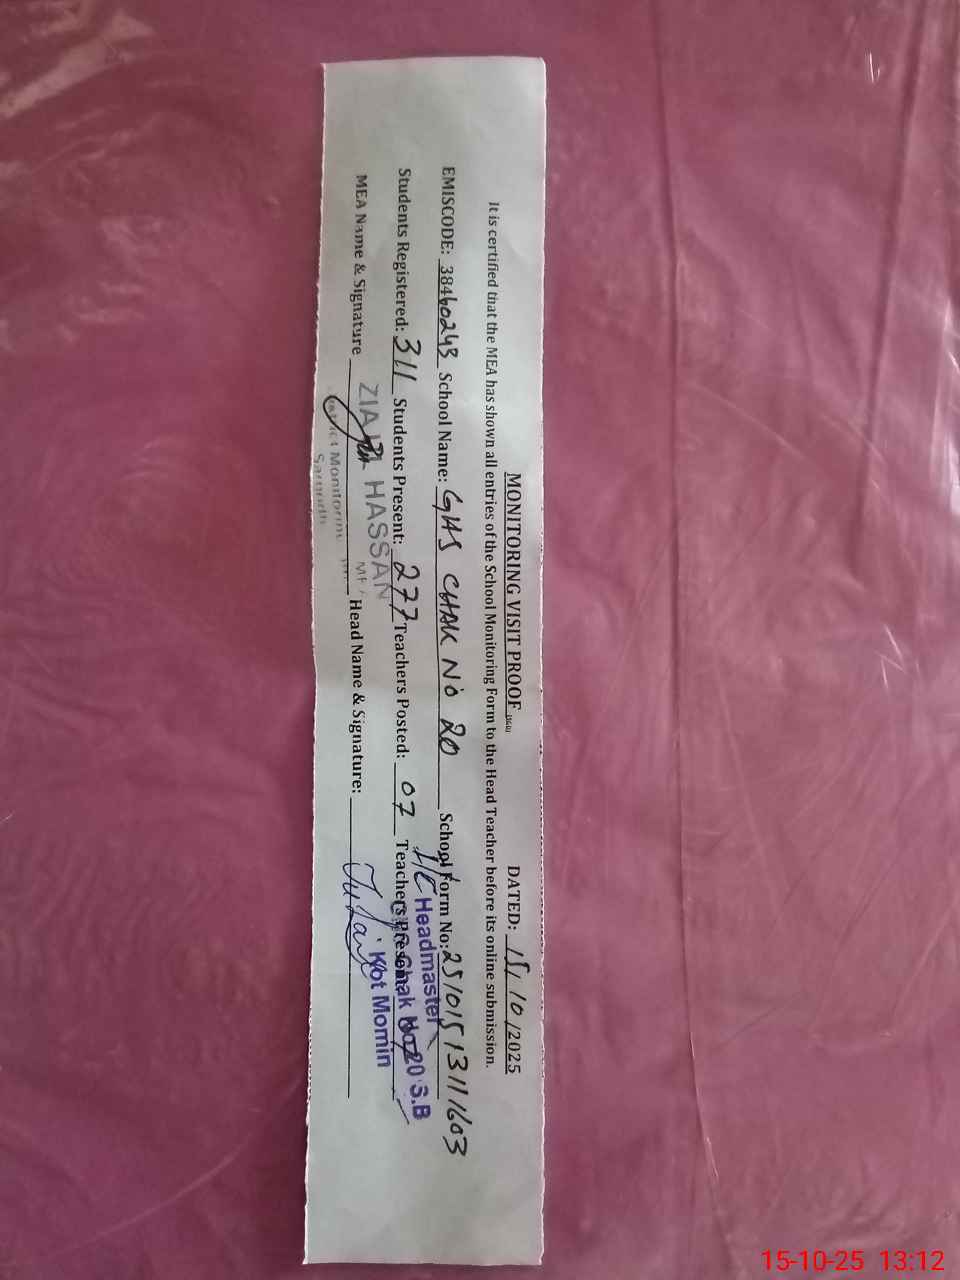 MONITORING VISIT PROOF DATED: 15/10/2025
It is certified that the MEA has shown all entries of the School Monitoring Form to the Head Teacher before its online submission.
EMISCODE: 38460243 School Name: GHS CHAK NO 20 School Form No: 2510151311603
Students Registered: 311 Students Present: 277 Teachers Posted: 07 Teachers Present: 07
MEA Name & Signature Head Name & Signature:
ZIA HASSAN
Monitoring
I/C Headmaster
Chak No. 20 S.B
Kot Momin
15-10-25 13:12